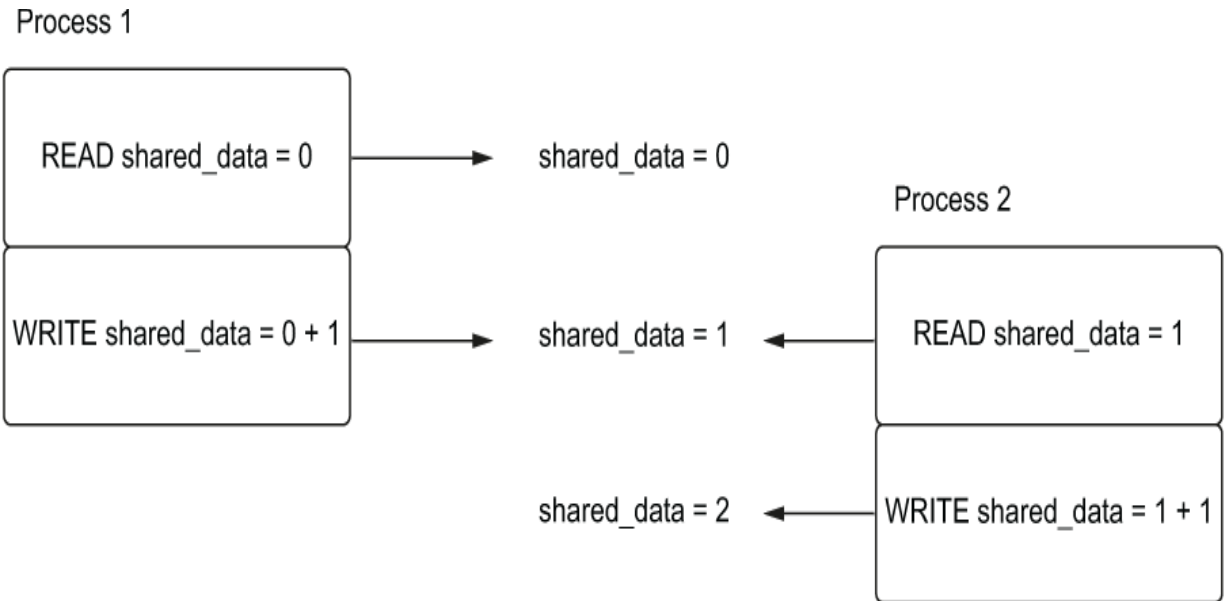 Process 1
READ shared_data = 0
shared_data = 0
Process 2
WRITE shared_data = 0 + 1
shared_data = 1
READ shared_data = 1
shared_data = 2
WRITE shared_data = 1 + 1